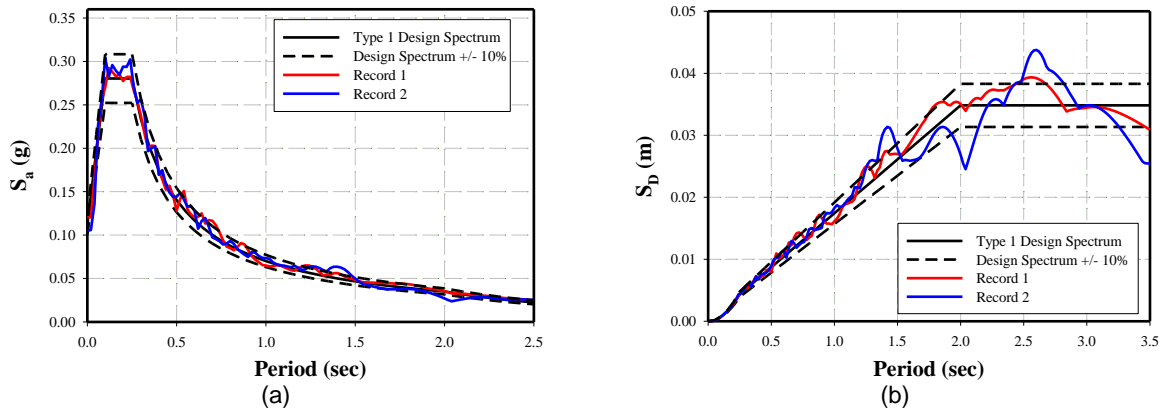 0.35
0.30
0.25
0.20
0.15
0.10
0.05
0.00
S_a (g)
0.0 0.5 1.0 1.5 2.0 2.5
Period (sec)
Type 1 Design Spectrum
Design Spectrum +/- 10%
Record 1
Record 2
(a)
0.05
0.04
0.03
0.02
0.01
0.00
S_D (m)
0.0 0.5 1.0 1.5 2.0 2.5 3.0 3.5
Period (sec)
Type 1 Design Spectrum
Design Spectrum +/- 10%
Record 1
Record 2
(b)